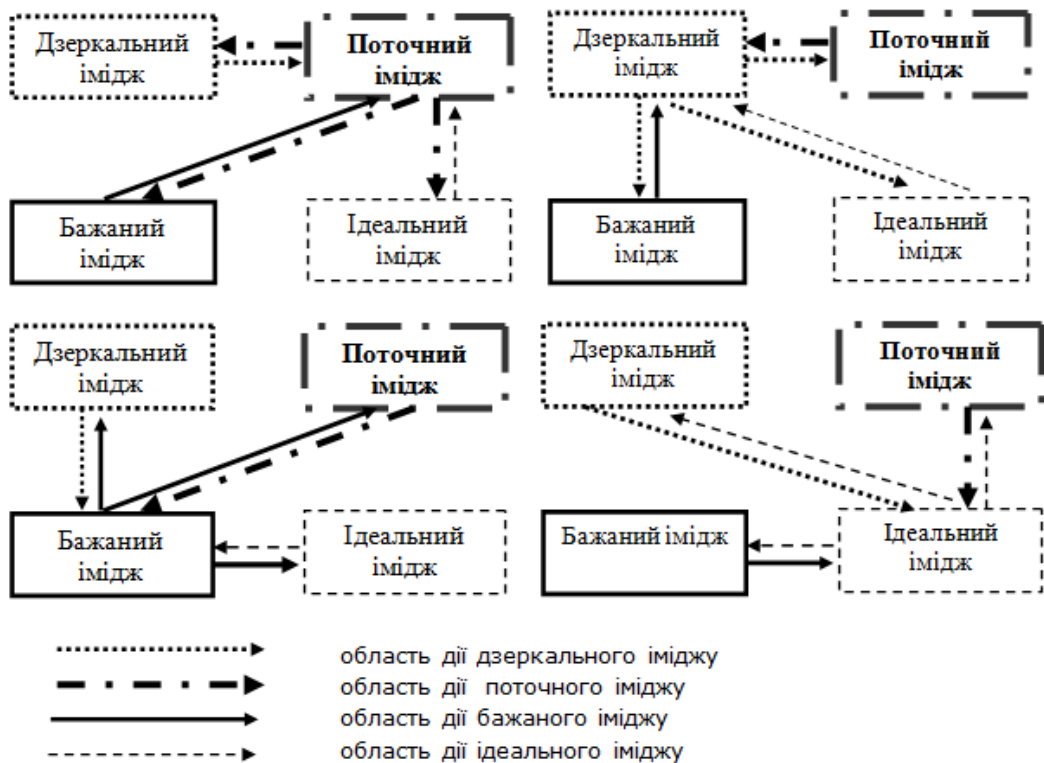 Дзеркальний
імідж
Поточний
імідж
Бажаний
імідж
Ідеальний
імідж
Дзеркальний
імідж
Поточний
імідж
Бажаний
імідж
Ідеальний
імідж
Дзеркальний
імідж
Поточний
імідж
Бажаний
імідж
Ідеальний
імідж
Дзеркальний
імідж
Поточний
імідж
Бажаний імідж
Ідеальний
імідж
область дії дзеркального іміджу
область дії поточного іміджу
область дії бажаного іміджу
область дії ідеального іміджу